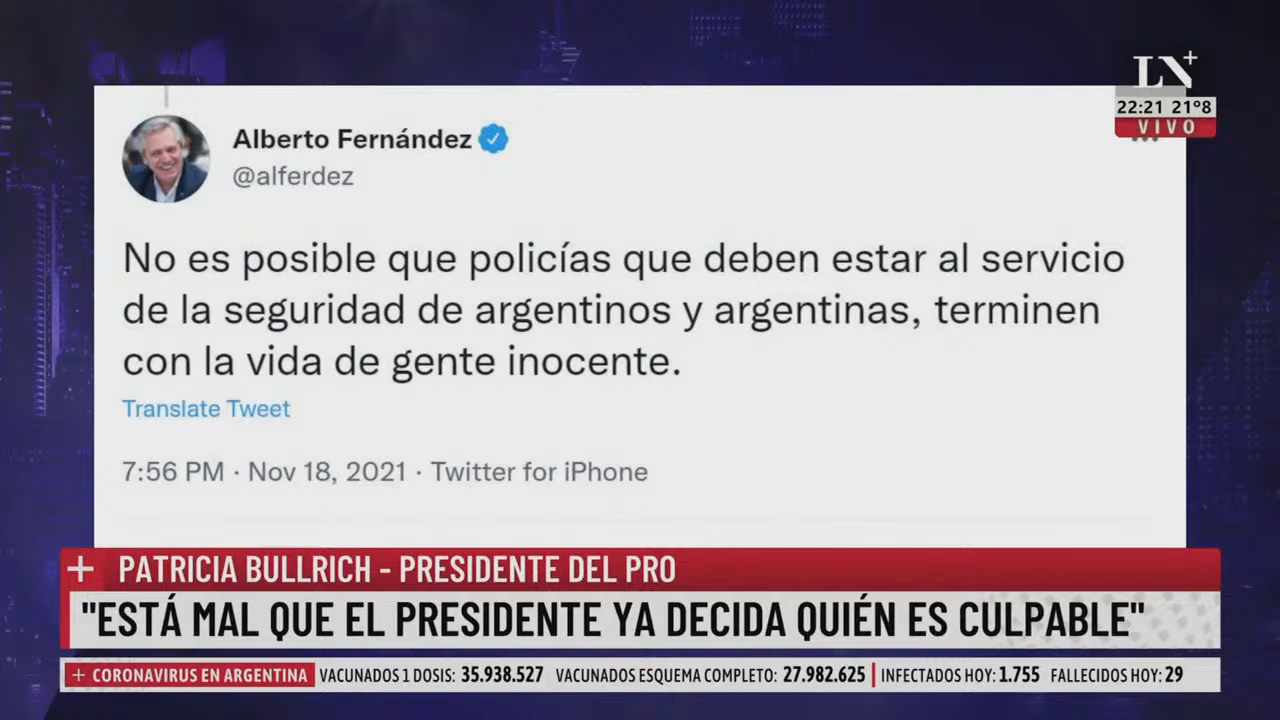 LN+
22:21 21º8
VIVO
Alberto Fernández
@alferdez
No es posible que policías que deben estar al servicio
de la seguridad de argentinos y argentinas, terminen
con la vida de gente inocente.
Translate Tweet
7:56 PM · Nov 18, 2021 · Twitter for iPhone
+ PATRICIA BULLRICH - PRESIDENTE DEL PRO
"ESTÁ MAL QUE EL PRESIDENTE YA DECIDA QUIÉN ES CULPABLE"
+ CORONAVIRUS EN ARGENTINA VACUNADOS 1 DOSIS: 35.938.527 VACUNADOS ESQUEMA COMPLETO: 27.982.625 INFECTADOS HOY: 1.755 FALLECIDOS HOY: 29